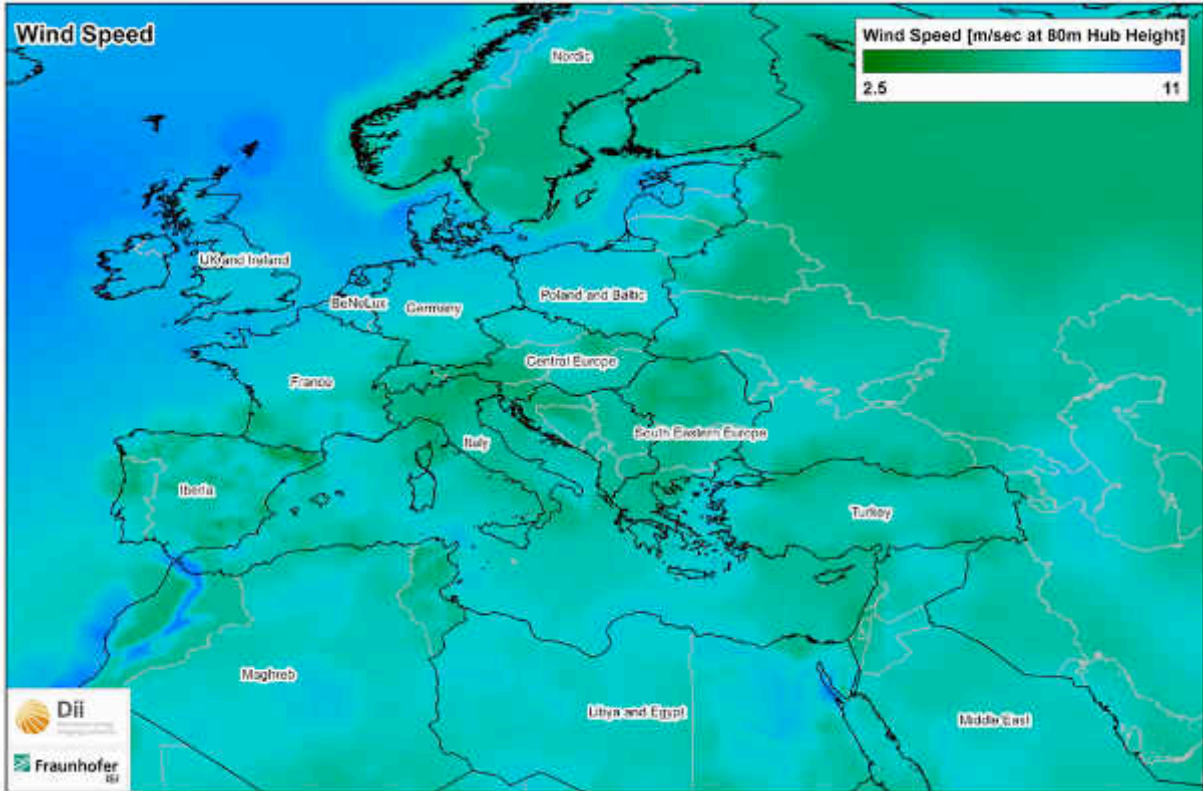 Wind Speed
Wind Speed [m/sec at 80m Hub Height]
2.5 11
Nordic
UK and Ireland
BeNeLux
Germany
Poland and Baltic
Central Europe
France
South Eastern Europe
Italy
Iberia
Turkey
Maghreb
Libya and Egypt
Middle East
Dii
Fraunhofer
ISI